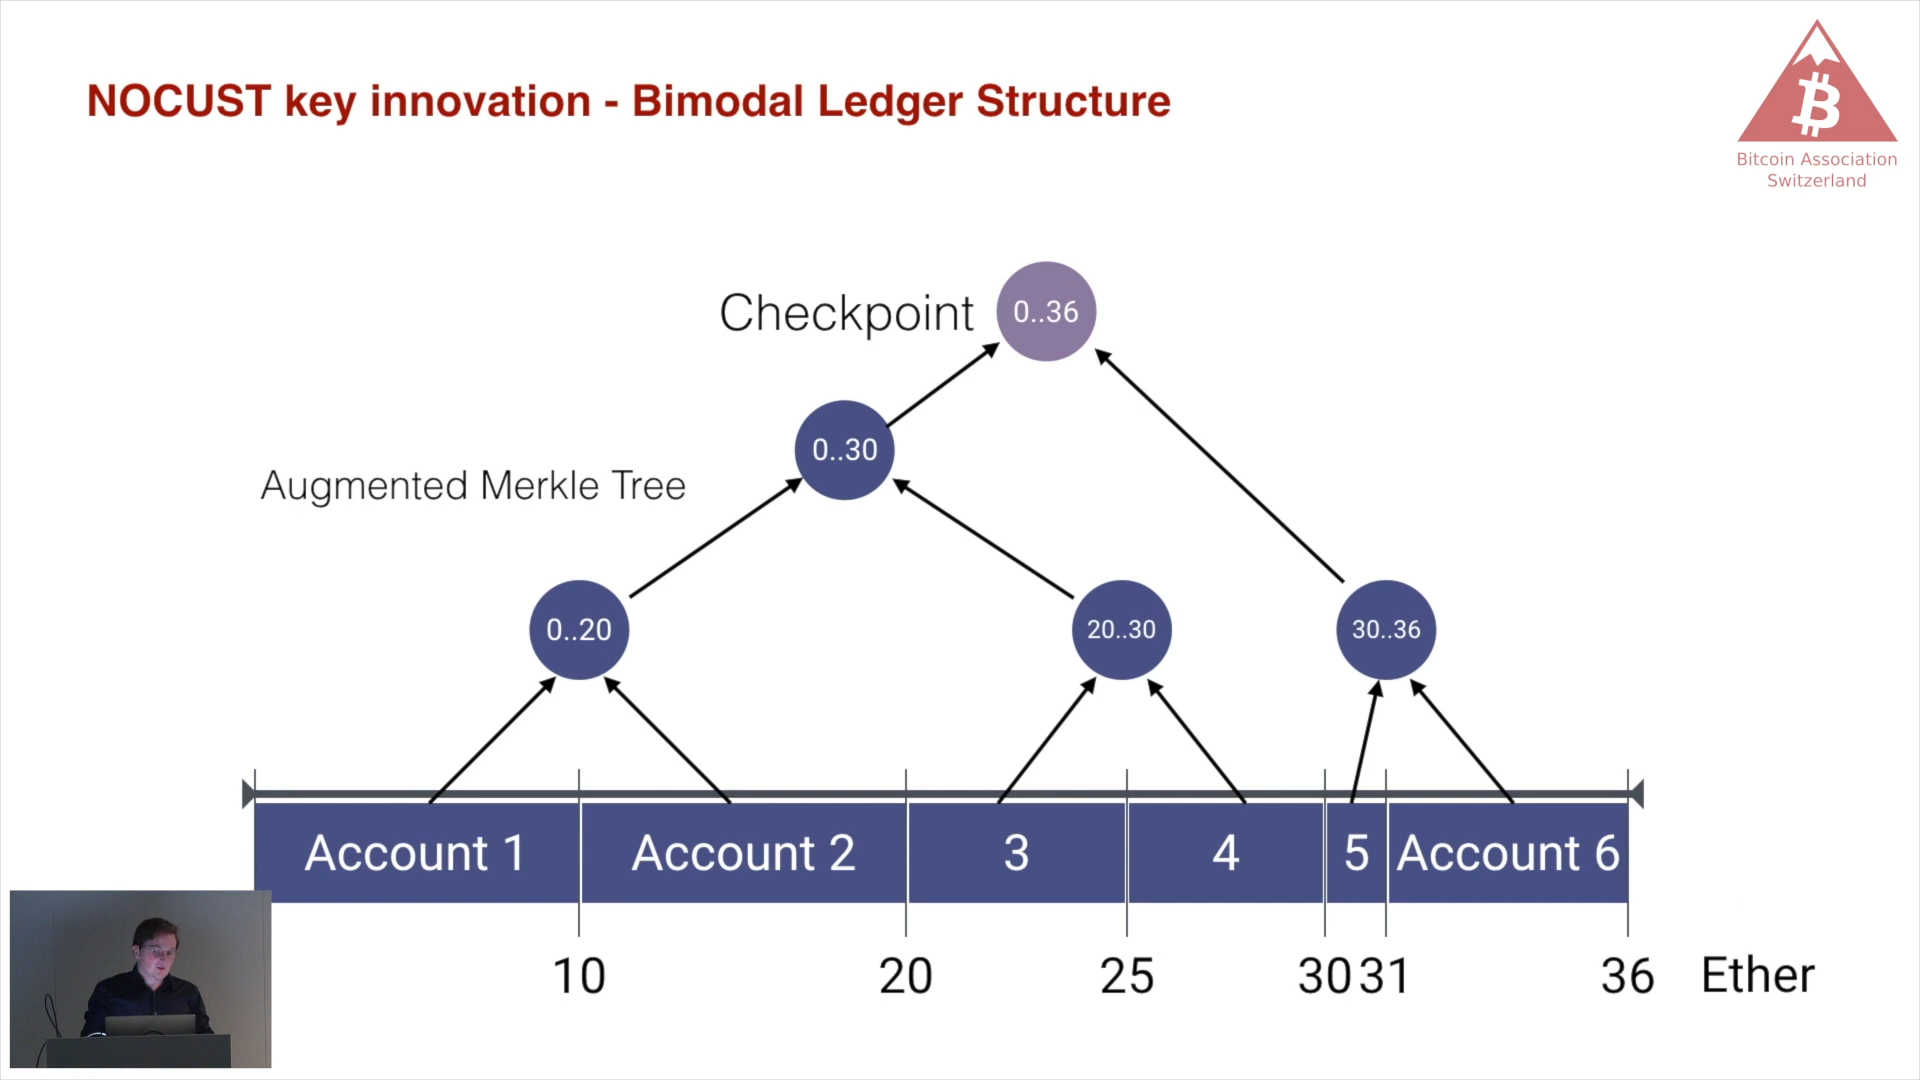 NOCUST key innovation - Bimodal Ledger Structure
Bitcoin Association
Switzerland
Checkpoint
0..36
0..30
Augmented Merkle Tree
0..20
20..30
30..36
Account 1
Account 2
3
4
5
Account 6
10
20
25
30
31
36
Ether